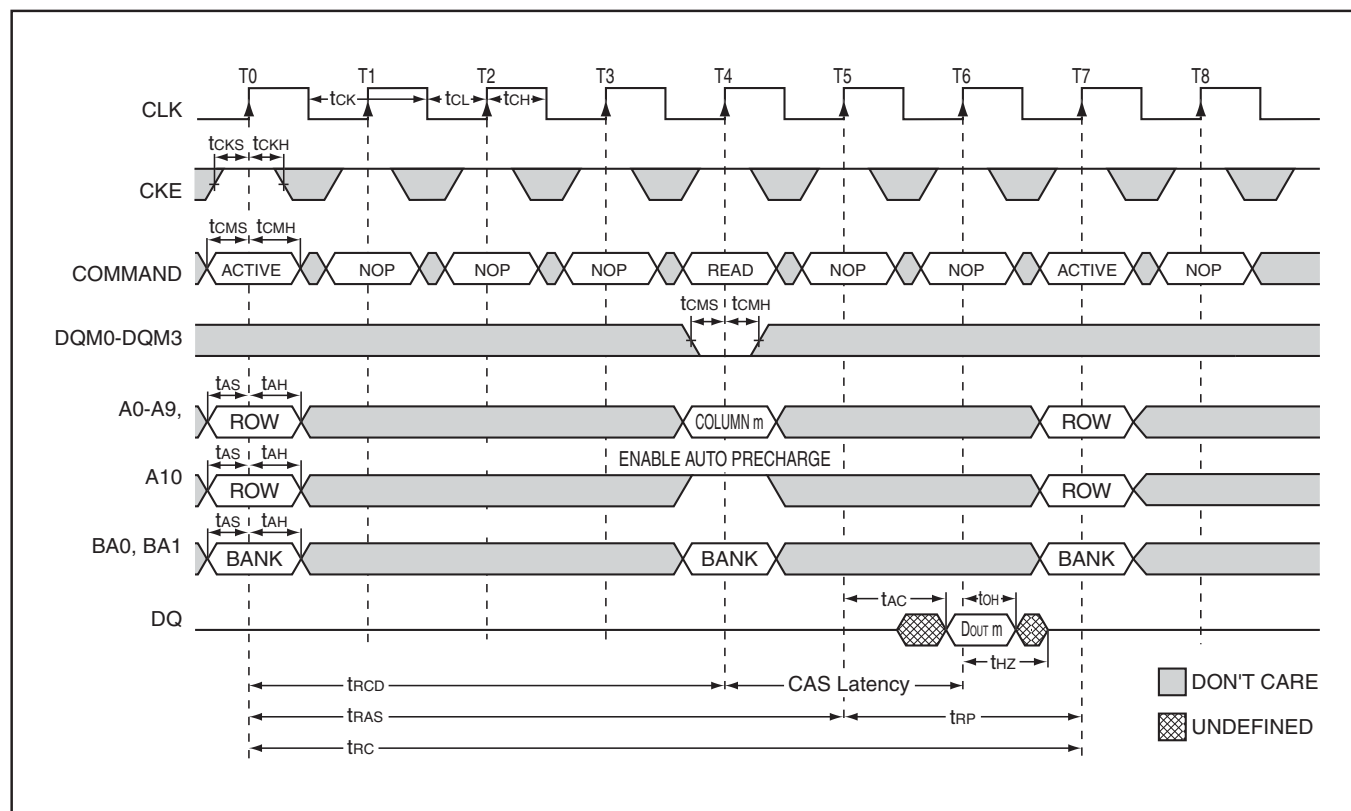 T0 T1 T2 T3 T4 T5 T6 T7 T8
CLK tCK tCL tCH
tCKS tCKH
CKE
tCMS tCMH
COMMAND ACTIVE NOP NOP NOP READ NOP NOP ACTIVE NOP
tCMS tCMH
DQM0-DQM3
tAS tAH
A0-A9, ROW COLUMN m ROW
ENABLE AUTO PRECHARGE
tAS tAH
A10 ROW ROW
tAS tAH
BA0, BA1 BANK BANK BANK
tAC tOH
DQ DOUT m
tHZ
tRCD CAS Latency
DON'T CARE
tRAS tRP
UNDEFINED
tRC